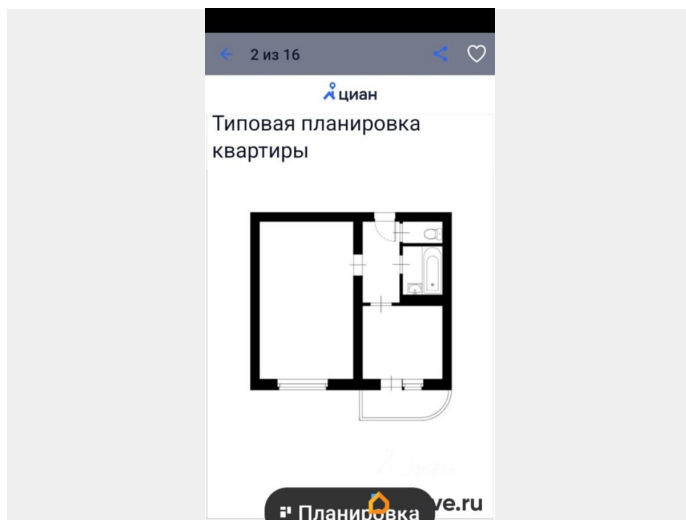 2 из 16
циан
Типовая планировка
квартиры
Планировка
ve.ru